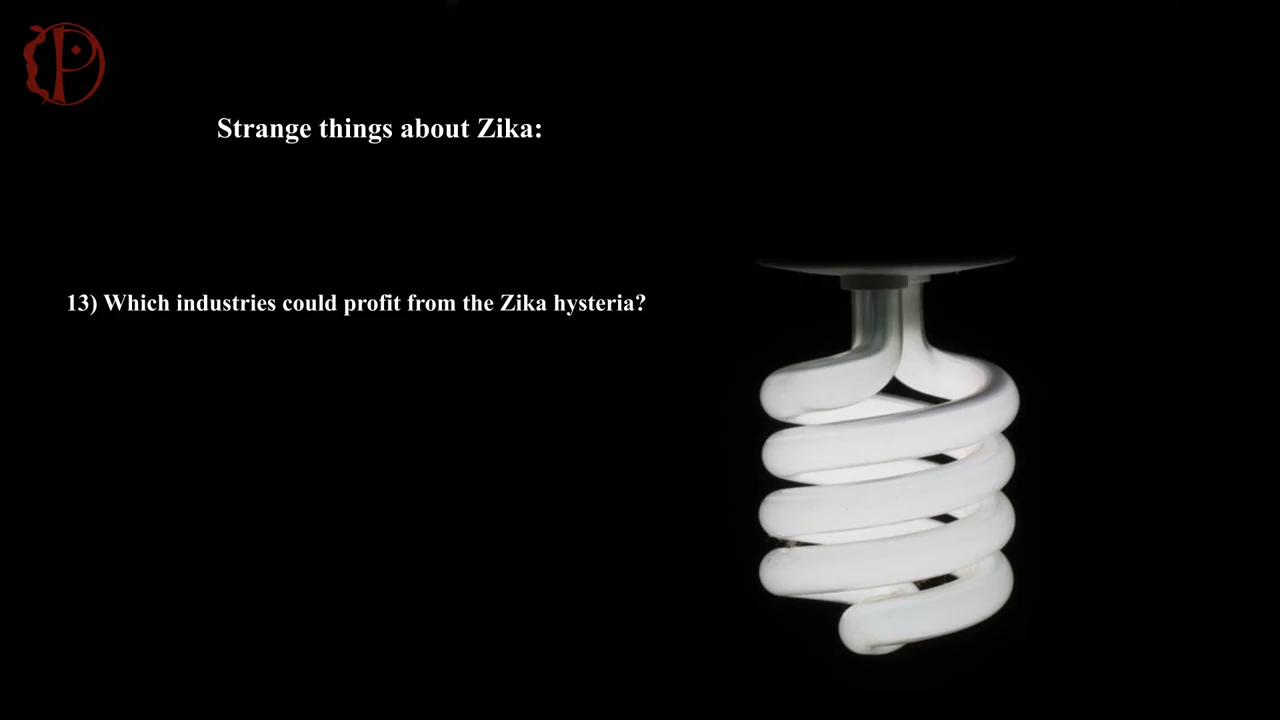 Strange things about Zika:
13) Which industries could profit from the Zika hysteria?